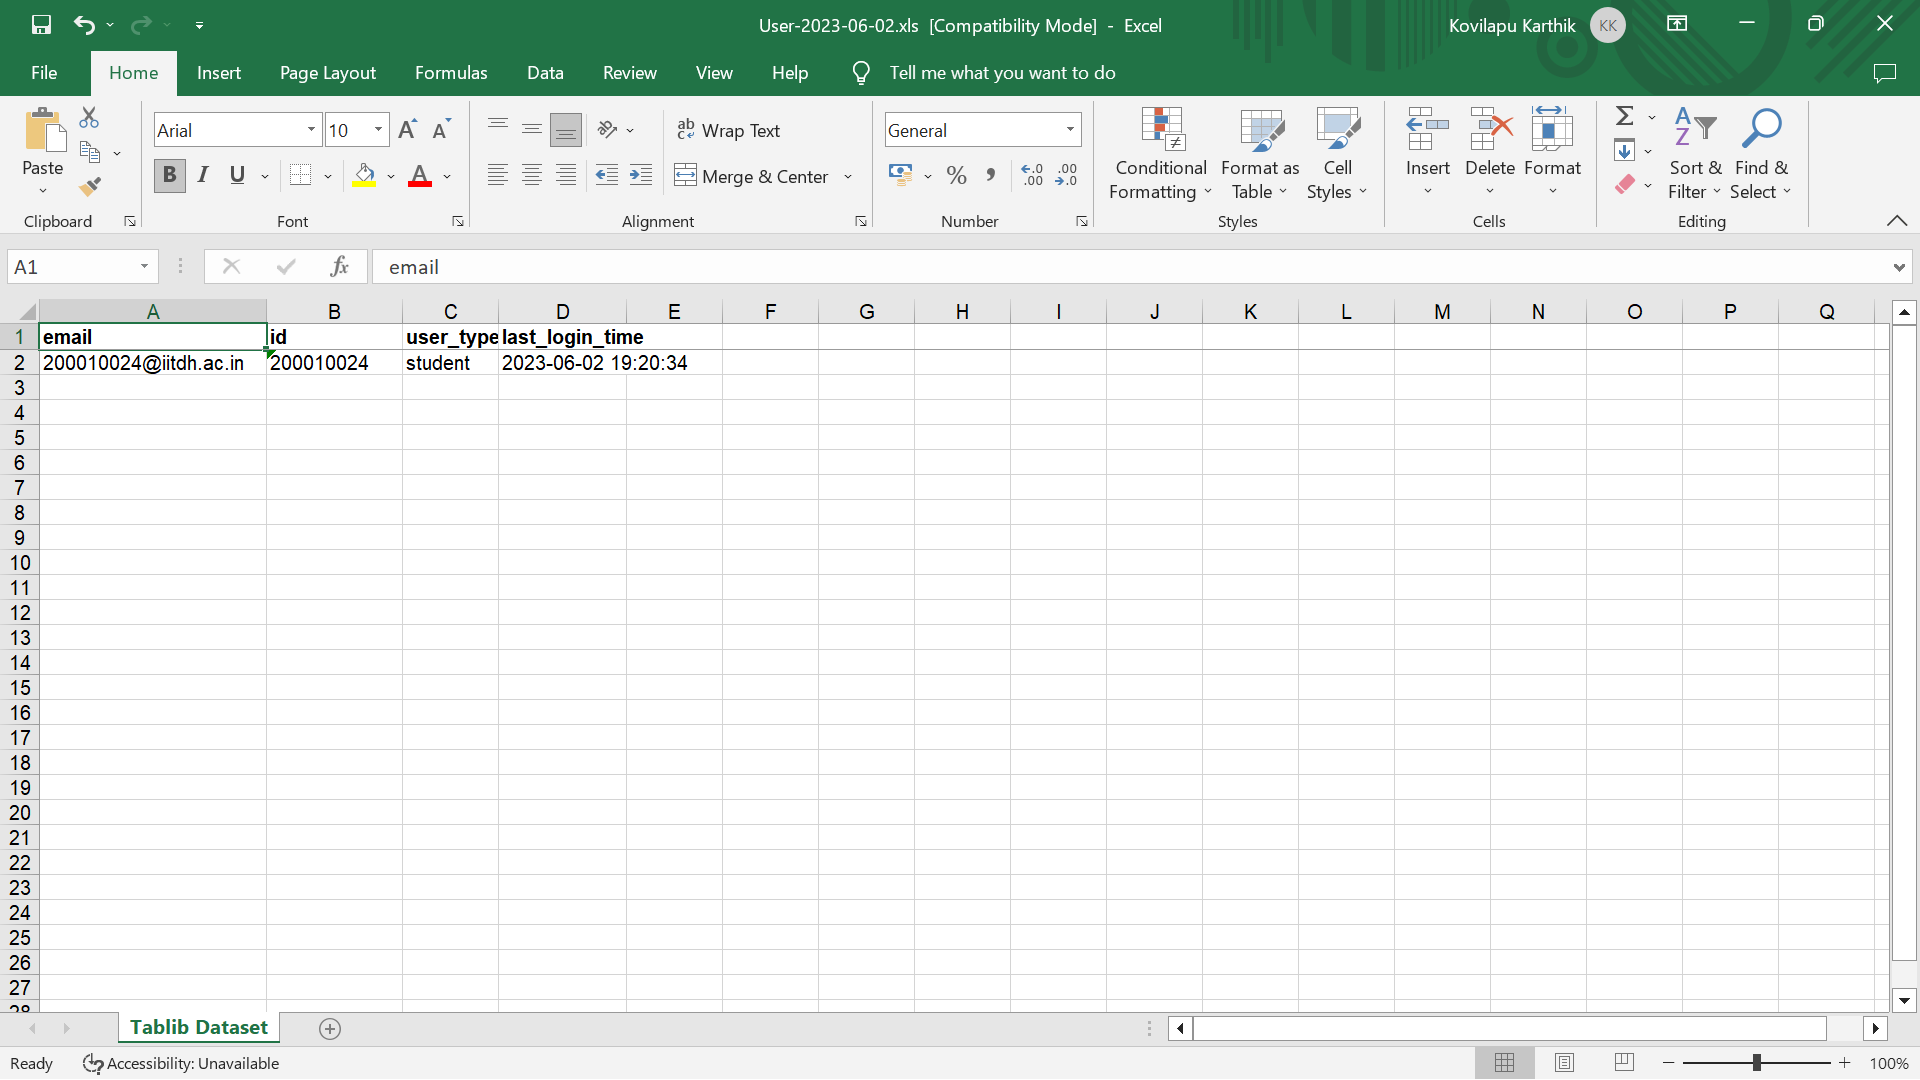 User-2023-06-02.xls  [Compatibility Mode]  -  Excel
Kovilapu Karthik KK
File Home Insert Page Layout Formulas Data Review View Help Tell me what you want to do
Paste
Clipboard
Arial 10
B I U A
Font
ab Wrap Text
Merge & Center
Alignment
General
%
Number
Conditional Formatting
Format as Table
Cell Styles
Styles
Insert Delete Format
Cells
Sort & Filter
Find & Select
Editing
A1 fx email
A B C D E F G H I J K L M N O P Q
1 email id user_type last_login_time
2 200010024@iitdh.ac.in 200010024 student 2023-06-02 19:20:34
3
4
5
6
7
8
9
10
11
12
13
14
15
16
17
18
19
20
21
22
23
24
25
26
27
28
Tablib Dataset
Ready Accessibility: Unavailable 100%